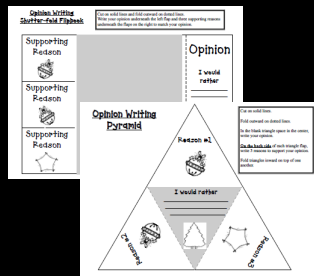 Opinion Writing
Shutter-fold Flipbook
Cut on solid lines and fold outward on dotted lines.
Write your opinion underneath the left flap and three supporting reasons
underneath the flaps on the right to match your opinion.
Supporting
Reason
Supporting
Reason
Supporting
Reason
Opinion
I would
rather
Opinion Writing
Pyramid
Cut on solid lines.
Fold outward on dotted lines.
In the blank triangle space in the center,
write your opinion.
On the back side of each triangle flap,
write 3 reasons to support your opinion.
Fold triangles toward on top of one
another.
Reason #1
I would rather
Reason #2
Reason #3